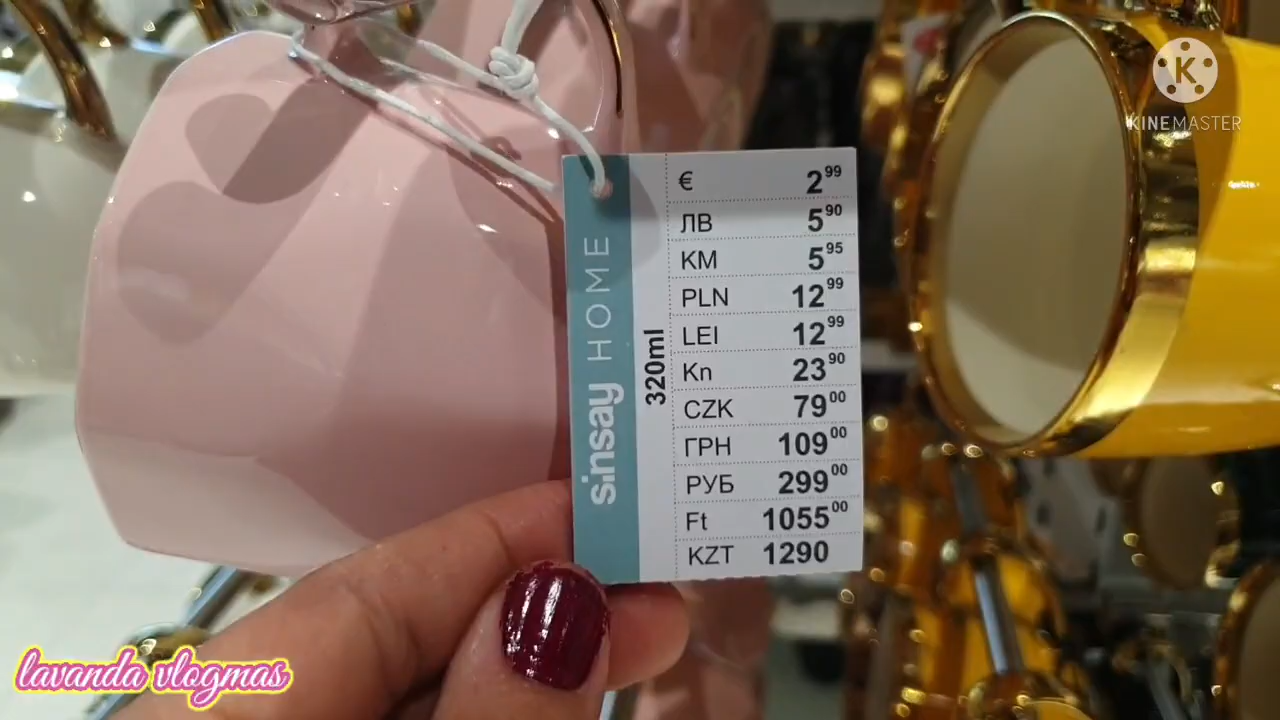 K
KINEMASTER
sinsay HOME
320ml
€ 2⁹⁹
ЛВ 5⁹⁰
KM 5⁹⁵
PLN 12⁹⁹
LEI 12⁹⁹
Kn 23⁹⁰
CZK 79⁰⁰
ГРН 109⁰⁰
РУБ 299⁰⁰
Ft 1055⁰⁰
KZT 1290
lavanda vlogmas